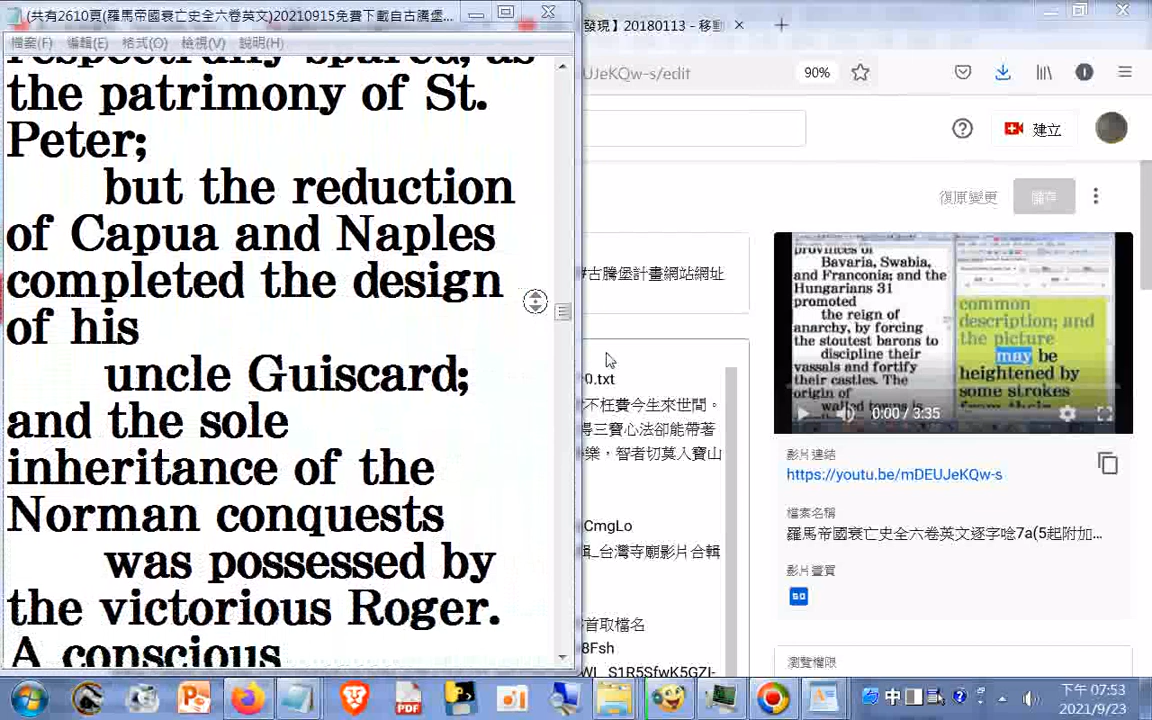 (共有2610頁(羅馬帝國衰亡史全六卷英文)20210915免費下載自古騰堡...
檔案(F) 編輯(E) 格式(O) 檢視(V) 說明(H)
respectfully spared, as
the patrimony of St.
Peter;
but the reduction
of Capua and Naples
completed the design
of his
uncle Guiscard;
and the sole
inheritance of the
Norman conquests
was possessed by
the victorious Roger.
A conscious
發現】20180113 - 移動
UJeKQw-s/edit
90%
建立
復原變更
儲存
#古騰堡計畫網站網址
0.txt
不枉費今生來世間。
得三寶心法卻能帶著
樂，智者切莫入寶山
CmgLo
輯_台灣寺廟影片合輯
首取檔名
8Fsh
WI_S1R5SfwK5GZI-
provinces of
Bavaria, Swabia,
and Franconia; and the
Hungarians 31
promoted
the reign of
anarchy, by forcing
the stoutest barons to
discipline their
vassals and fortify
their castles. The
origin of
walled towns is
common
description; and
the picture
may be
heightened by
some strokes
0:00 / 3:35
影片連結
https://youtu.be/mDEUJeKQw-s
檔案名稱
羅馬帝國衰亡史全六卷英文逐字唸7a(5起附加...
影片畫質
瀏覽權限
中
下午 07:53
2021/9/23